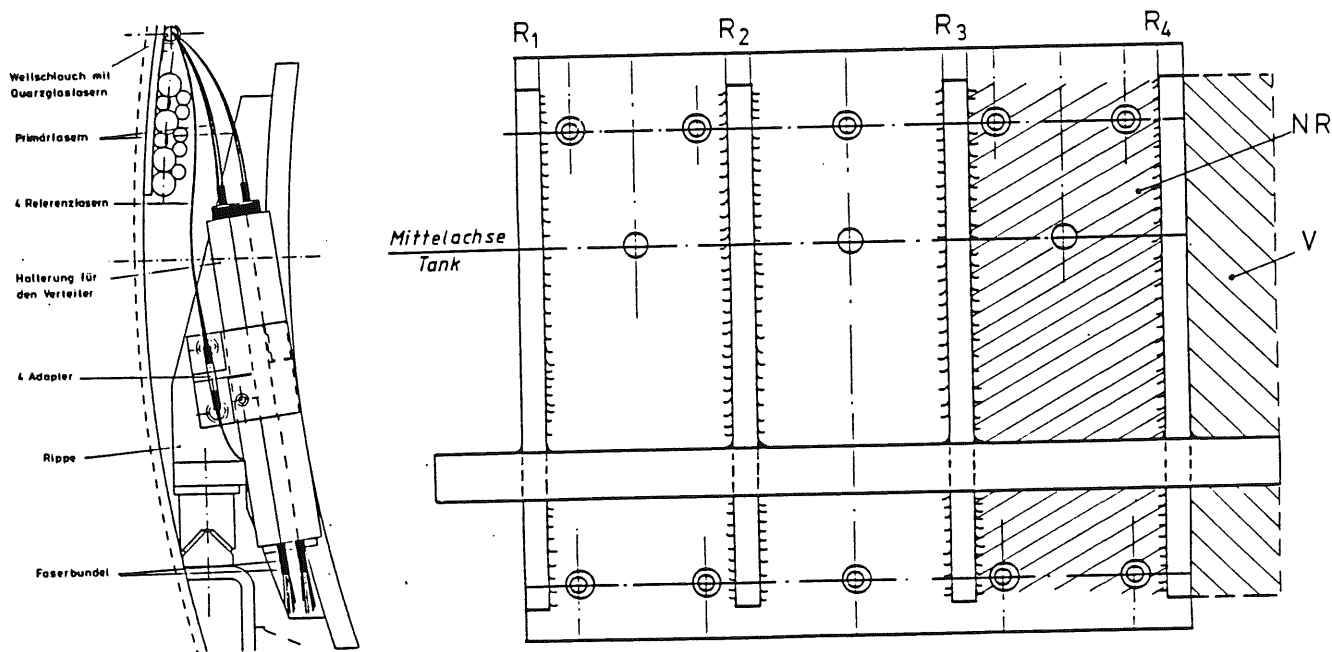 Wellschlauch mit
Quarzglasfasern
Primärfasern
4 Referenzfasern
Halterung für
den Verteiler
4 Adapter
Rippe
Faserbündel
R1
R2
R3
R4
NR
V
Mittelachse
Tank